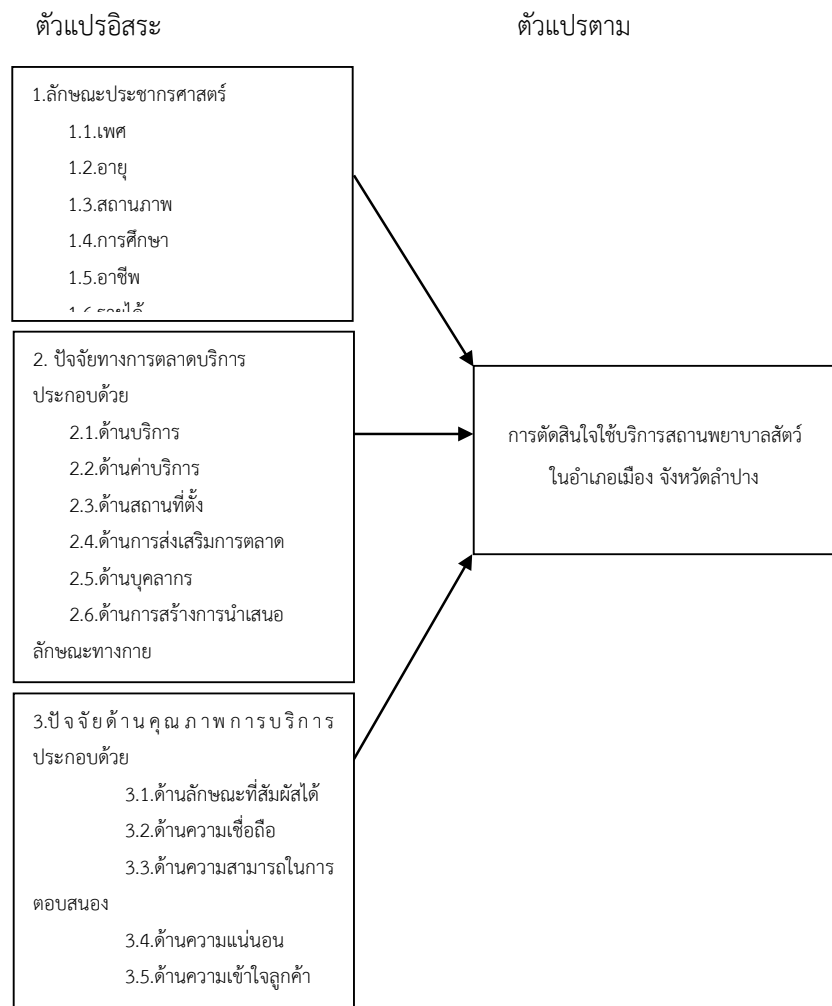 ตัวแปรอิสระ
ตัวแปรตาม
1.ลักษณะประชากรศาสตร์
1.1.เพศ
1.2.อายุ
1.3.สถานภาพ
1.4.การศึกษา
1.5.อาชีพ
1.6.รายได้
2. ปัจจัยทางการตลาดบริการ
ประกอบด้วย
2.1.ด้านบริการ
2.2.ด้านค่าบริการ
2.3.ด้านสถานที่ตั้ง
2.4.ด้านการส่งเสริมการตลาด
2.5.ด้านบุคลากร
2.6.ด้านการสร้างการนำเสนอ
ลักษณะทางกาย
3.ปัจจัยด้านคุณภาพการบริการ
ประกอบด้วย
3.1.ด้านลักษณะที่สัมผัสได้
3.2.ด้านความเชื่อถือ
3.3.ด้านความสามารถในการ
ตอบสนอง
3.4.ด้านความแน่นอน
3.5.ด้านความเข้าใจลูกค้า
การตัดสินใจใช้บริการสถานพยาบาลสัตว์
ในอำเภอเมือง จังหวัดลำปาง